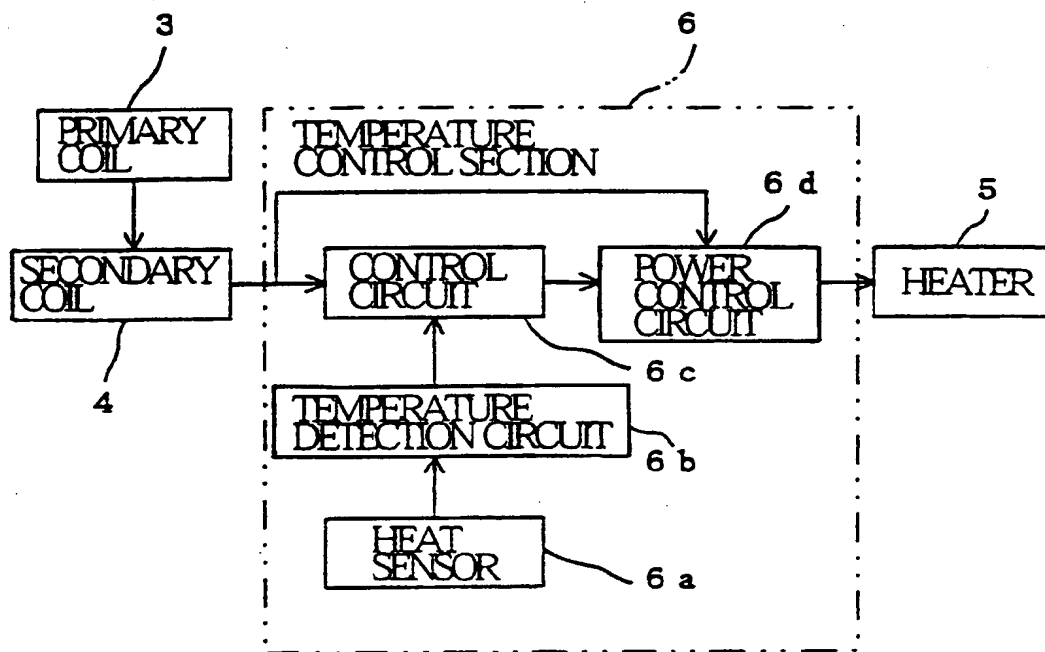 3
6
PRIMARY
COIL
TEMPERATURE
CONTROL SECTION
6 d
5
SECONDARY
COIL
CONTROL
CIRCUIT
POWER
CONTROL
CIRCUIT
HEATER
4
6 c
TEMPERATURE
DETECTION CIRCUIT
6 b
HEAT
SENSOR
6 a